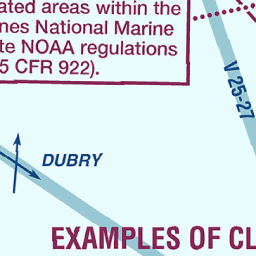 ated areas within the
nes National Marine
te NOAA regulations
5 CFR 922).
V 25-27
DUBRY
EXAMPLES OF CL